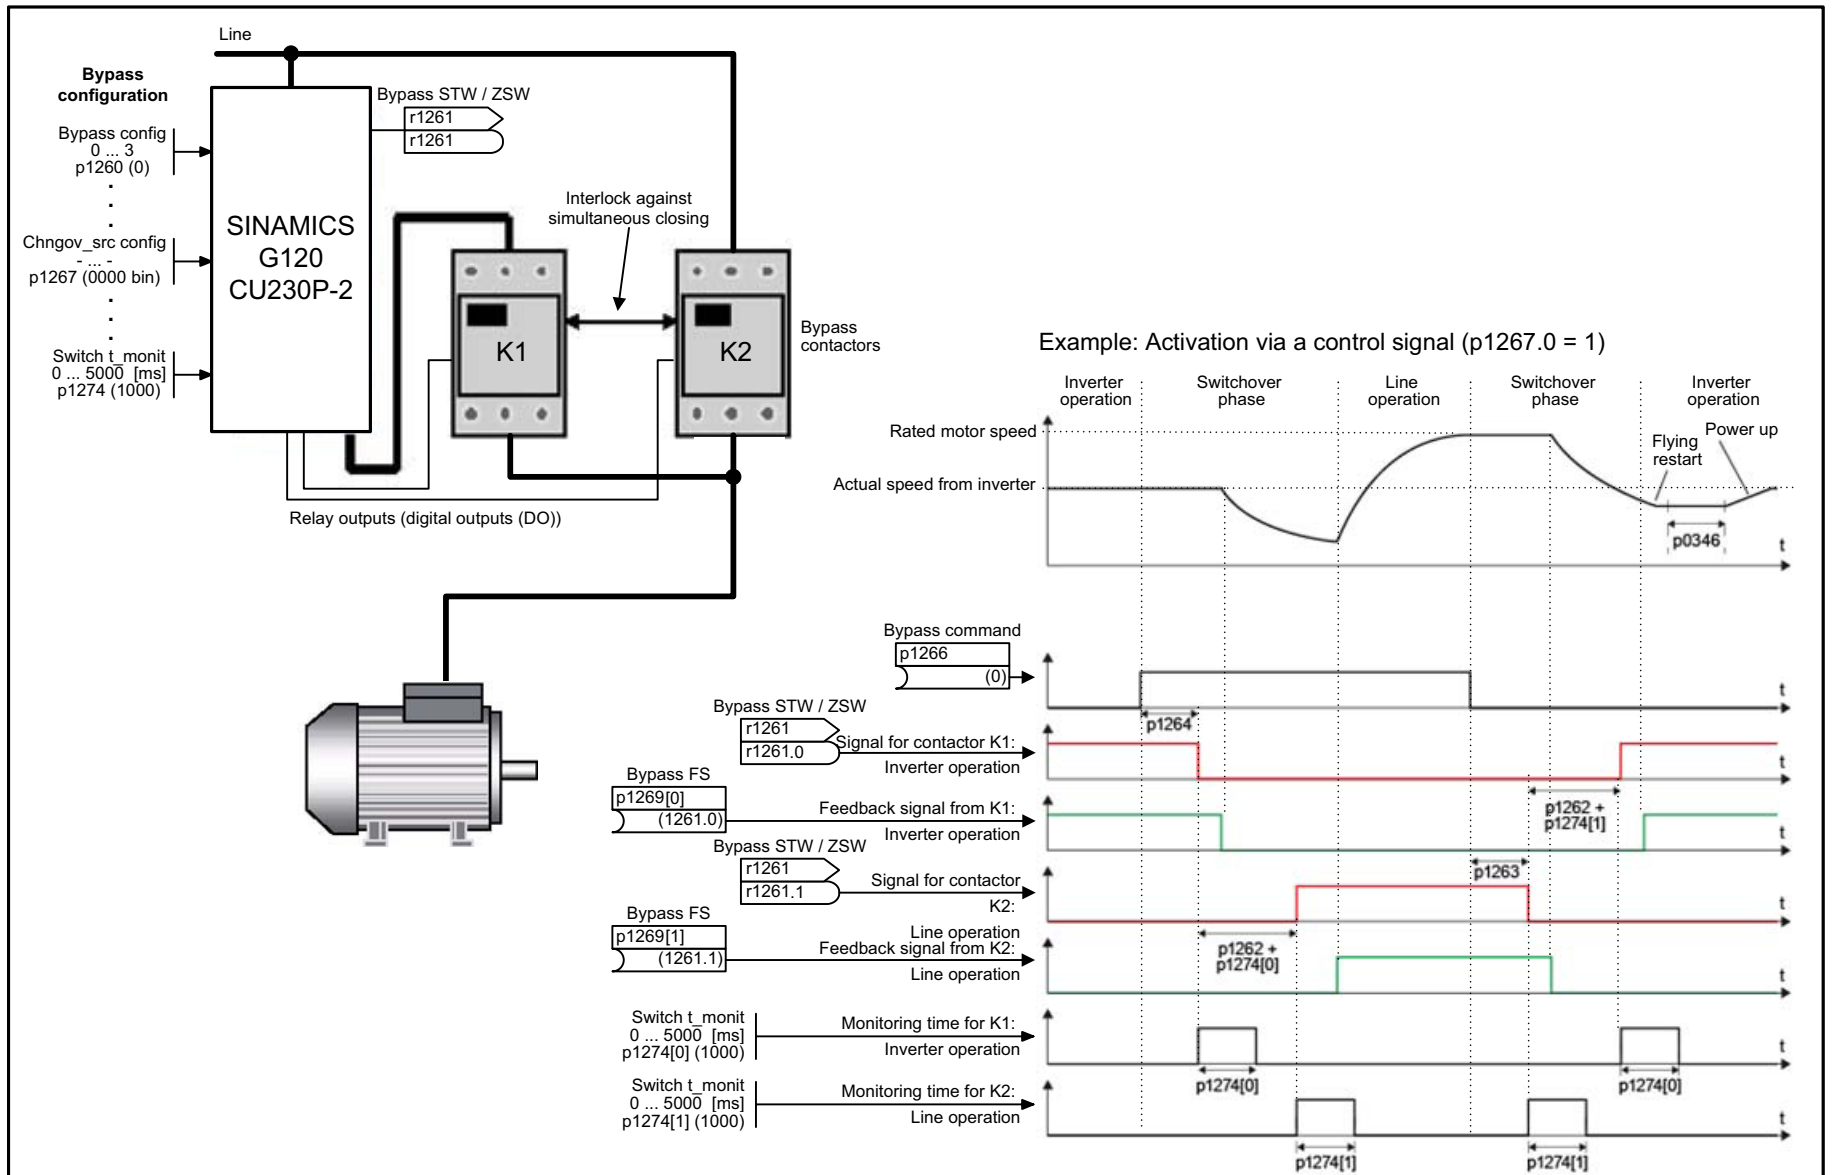 Line
Bypass
configuration
Bypass config
0 ... 3
p1260 (0)
.
.
.
Chngov_src config
- ... -
p1267 (0000 bin)
.
.
.
Switch t_monit
0 ... 5000 [ms]
p1274 (1000)
SINAMICS
G120
CU230P-2
Bypass STW / ZSW
r1261
r1261
Interlock against
simultaneous closing
K1
K2
Bypass
contactors
Relay outputs (digital outputs (DO))
Example: Activation via a control signal (p1267.0 = 1)
Inverter
operation
Switchover
phase
Line
operation
Switchover
phase
Inverter
operation
Rated motor speed
Actual speed from inverter
Flying
restart
Power up
p0346
t
Bypass command
p1266
(0)
t
p1264
Bypass STW / ZSW
r1261
r1261.0
Signal for contactor K1:
Inverter operation
t
p1262 +
p1274[1]
Bypass FS
p1269[0]
(1261.0)
Feedback signal from K1:
Inverter operation
t
p1263
Bypass STW / ZSW
r1261
r1261.1
Signal for contactor
K2:
Line operation
t
p1262 +
p1274[0]
Bypass FS
p1269[1]
(1261.1)
Feedback signal from K2:
Line operation
t
Switch t_monit
0 ... 5000 [ms]
p1274[0] (1000)
Monitoring time for K1:
Inverter operation
t
p1274[0]
p1274[0]
Switch t_monit
0 ... 5000 [ms]
p1274[1] (1000)
Monitoring time for K2:
Line operation
t
p1274[1]
p1274[1]